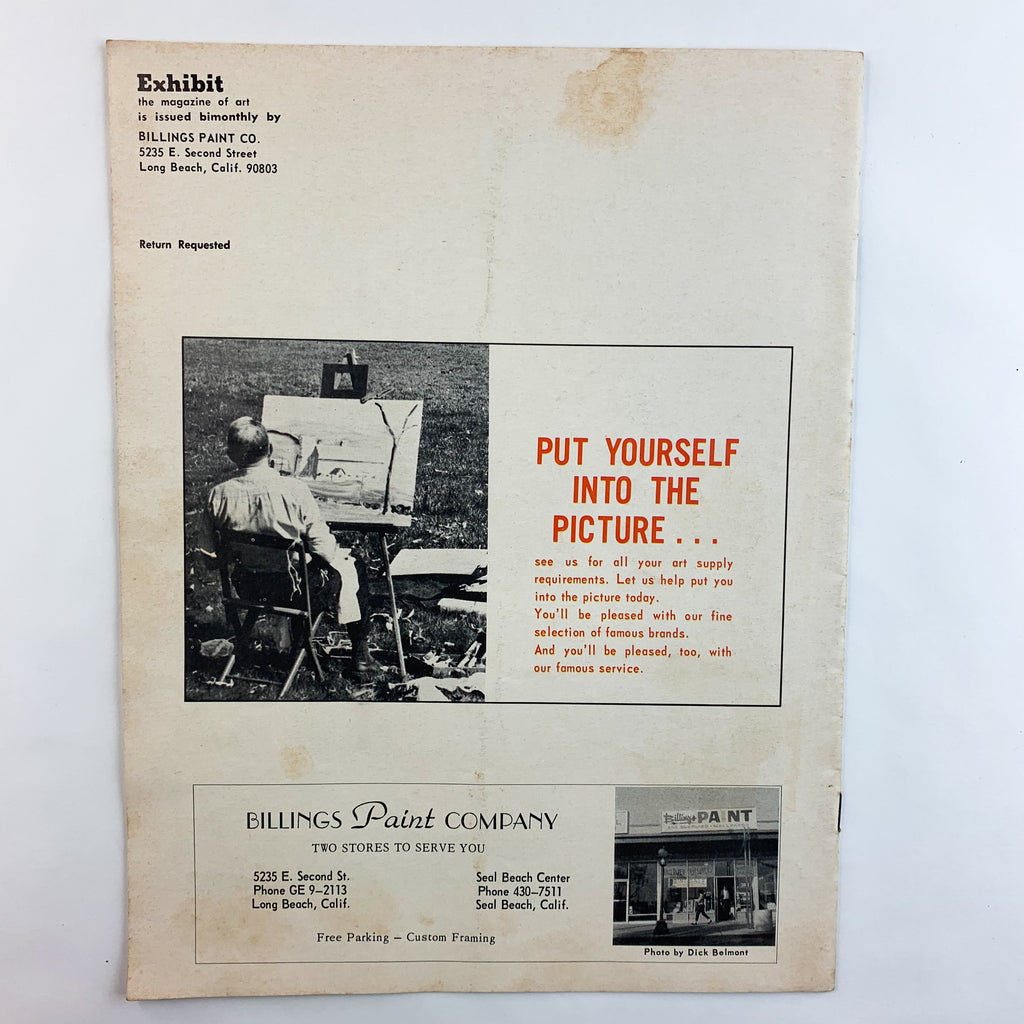 Exhibit
the magazine of art
is issued bimonthly by
BILLINGS PAINT CO.
5235 E. Second Street
Long Beach, Calif. 90803
Return Requested
PUT YOURSELF
INTO THE
PICTURE . . .
see us for all your art supply
requirements. Let us help put you
into the picture today.
You'll be pleased with our fine
selection of famous brands.
And you'll be pleased, too, with
our famous service.
BILLINGS Paint COMPANY
TWO STORES TO SERVE YOU
5235 E. Second St.
Phone GE 9–2113
Long Beach, Calif.
Seal Beach Center
Phone 430–7511
Seal Beach, Calif.
Free Parking – Custom Framing
Billings PAINT
Photo by Dick Belmont